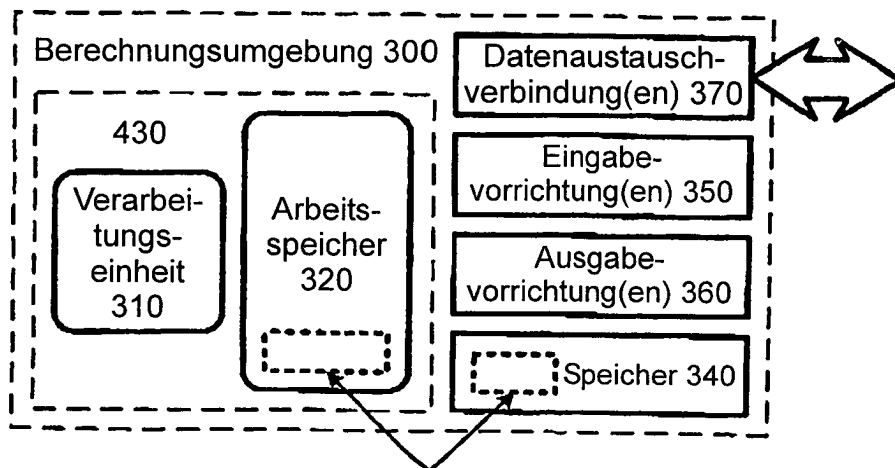 Berechnungsumgebung 300
430
Verarbei-
tungs-
einheit
310
Arbeits-
speicher
320
Datenaustausch-
verbindung(en) 370
Eingabe-
vorrichtung(en) 350
Ausgabe-
vorrichtung(en) 360
Speicher 340